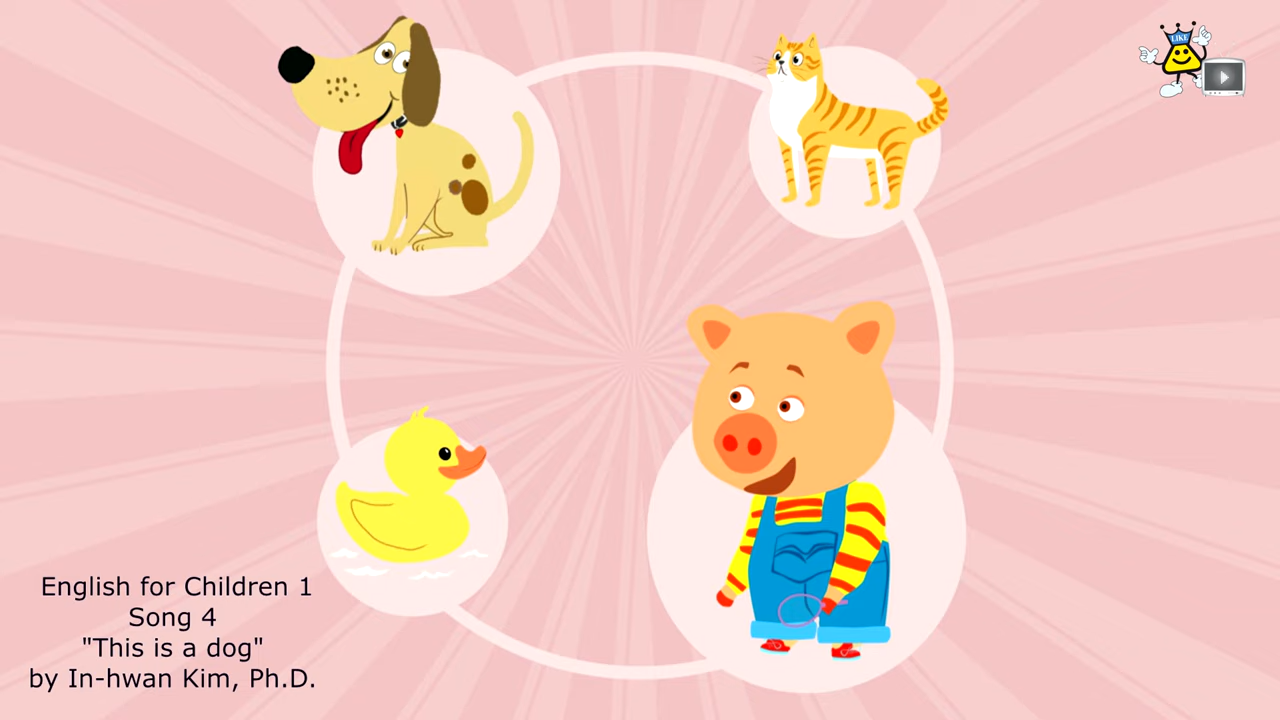 LIKE
English for Children 1
Song 4
"This is a dog"
by In-hwan Kim, Ph.D.